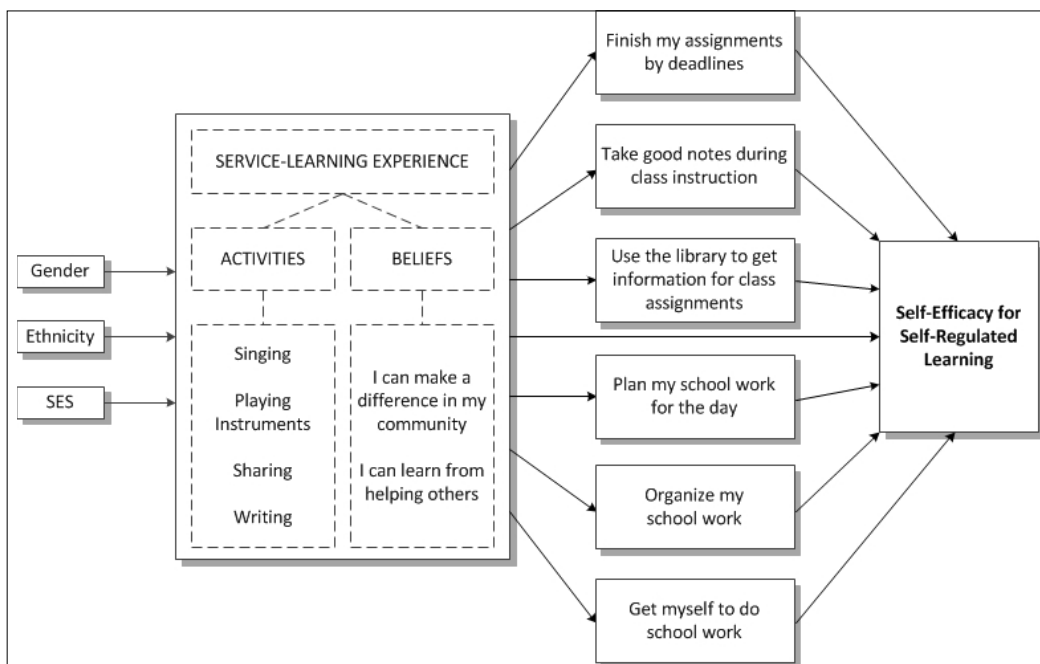 Gender
Ethnicity
SES
SERVICE-LEARNING EXPERIENCE
ACTIVITIES
Singing
Playing
Instruments
Sharing
Writing
BELIEFS
I can make a
difference in my
community
I can learn from
helping others
Finish my assignments
by deadlines
Take good notes during
class instruction
Use the library to get
information for class
assignments
Plan my school work
for the day
Organize my
school work
Get myself to do
school work
Self-Efficacy for
Self-Regulated
Learning